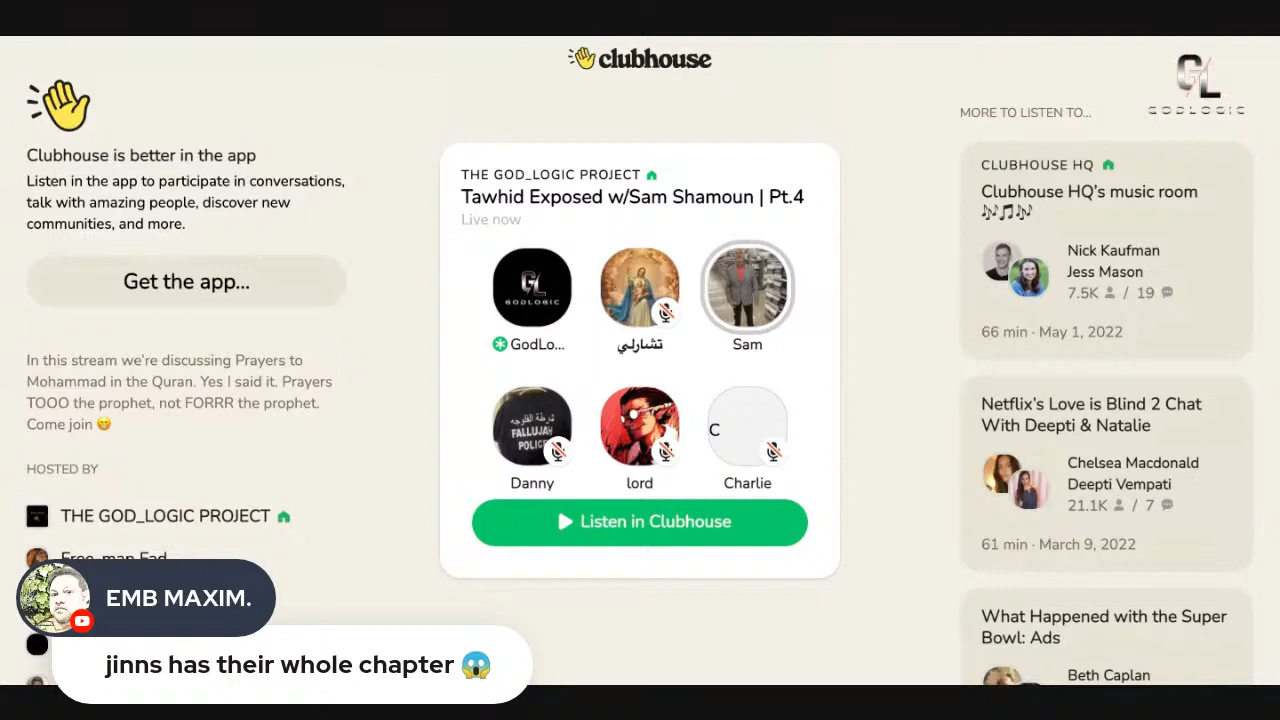 clubhouse
GL
GODLOGIC
Clubhouse is better in the app
Listen in the app to participate in conversations,
talk with amazing people, discover new
communities, and more.
Get the app...
In this stream we're discussing Prayers to
Mohammad in the Quran. Yes I said it. Prayers
TOOO the prophet, not FORRR the prophet.
Come join 😁
HOSTED BY
THE GOD_LOGIC PROJECT
Free-man Fad
EMB MAXIM.
jinns has their whole chapter 😱
THE GOD_LOGIC PROJECT
Tawhid Exposed w/Sam Shamoun | Pt.4
Live now
GL
GODLOGIC
GodLo...
تشارلي
Sam
شرطة الفلوجه
FALLUJAH
POLICE
C
Danny
lord
Charlie
Listen in Clubhouse
MORE TO LISTEN TO...
CLUBHOUSE HQ
Clubhouse HQ's music room
🎶🎵🎶
Nick Kaufman
Jess Mason
7.5K / 19
66 min · May 1, 2022
Netflix's Love is Blind 2 Chat
With Deepti & Natalie
Chelsea Macdonald
Deepti Vempati
21.1K / 7
61 min · March 9, 2022
What Happened with the Super
Bowl: Ads
Beth Caplan